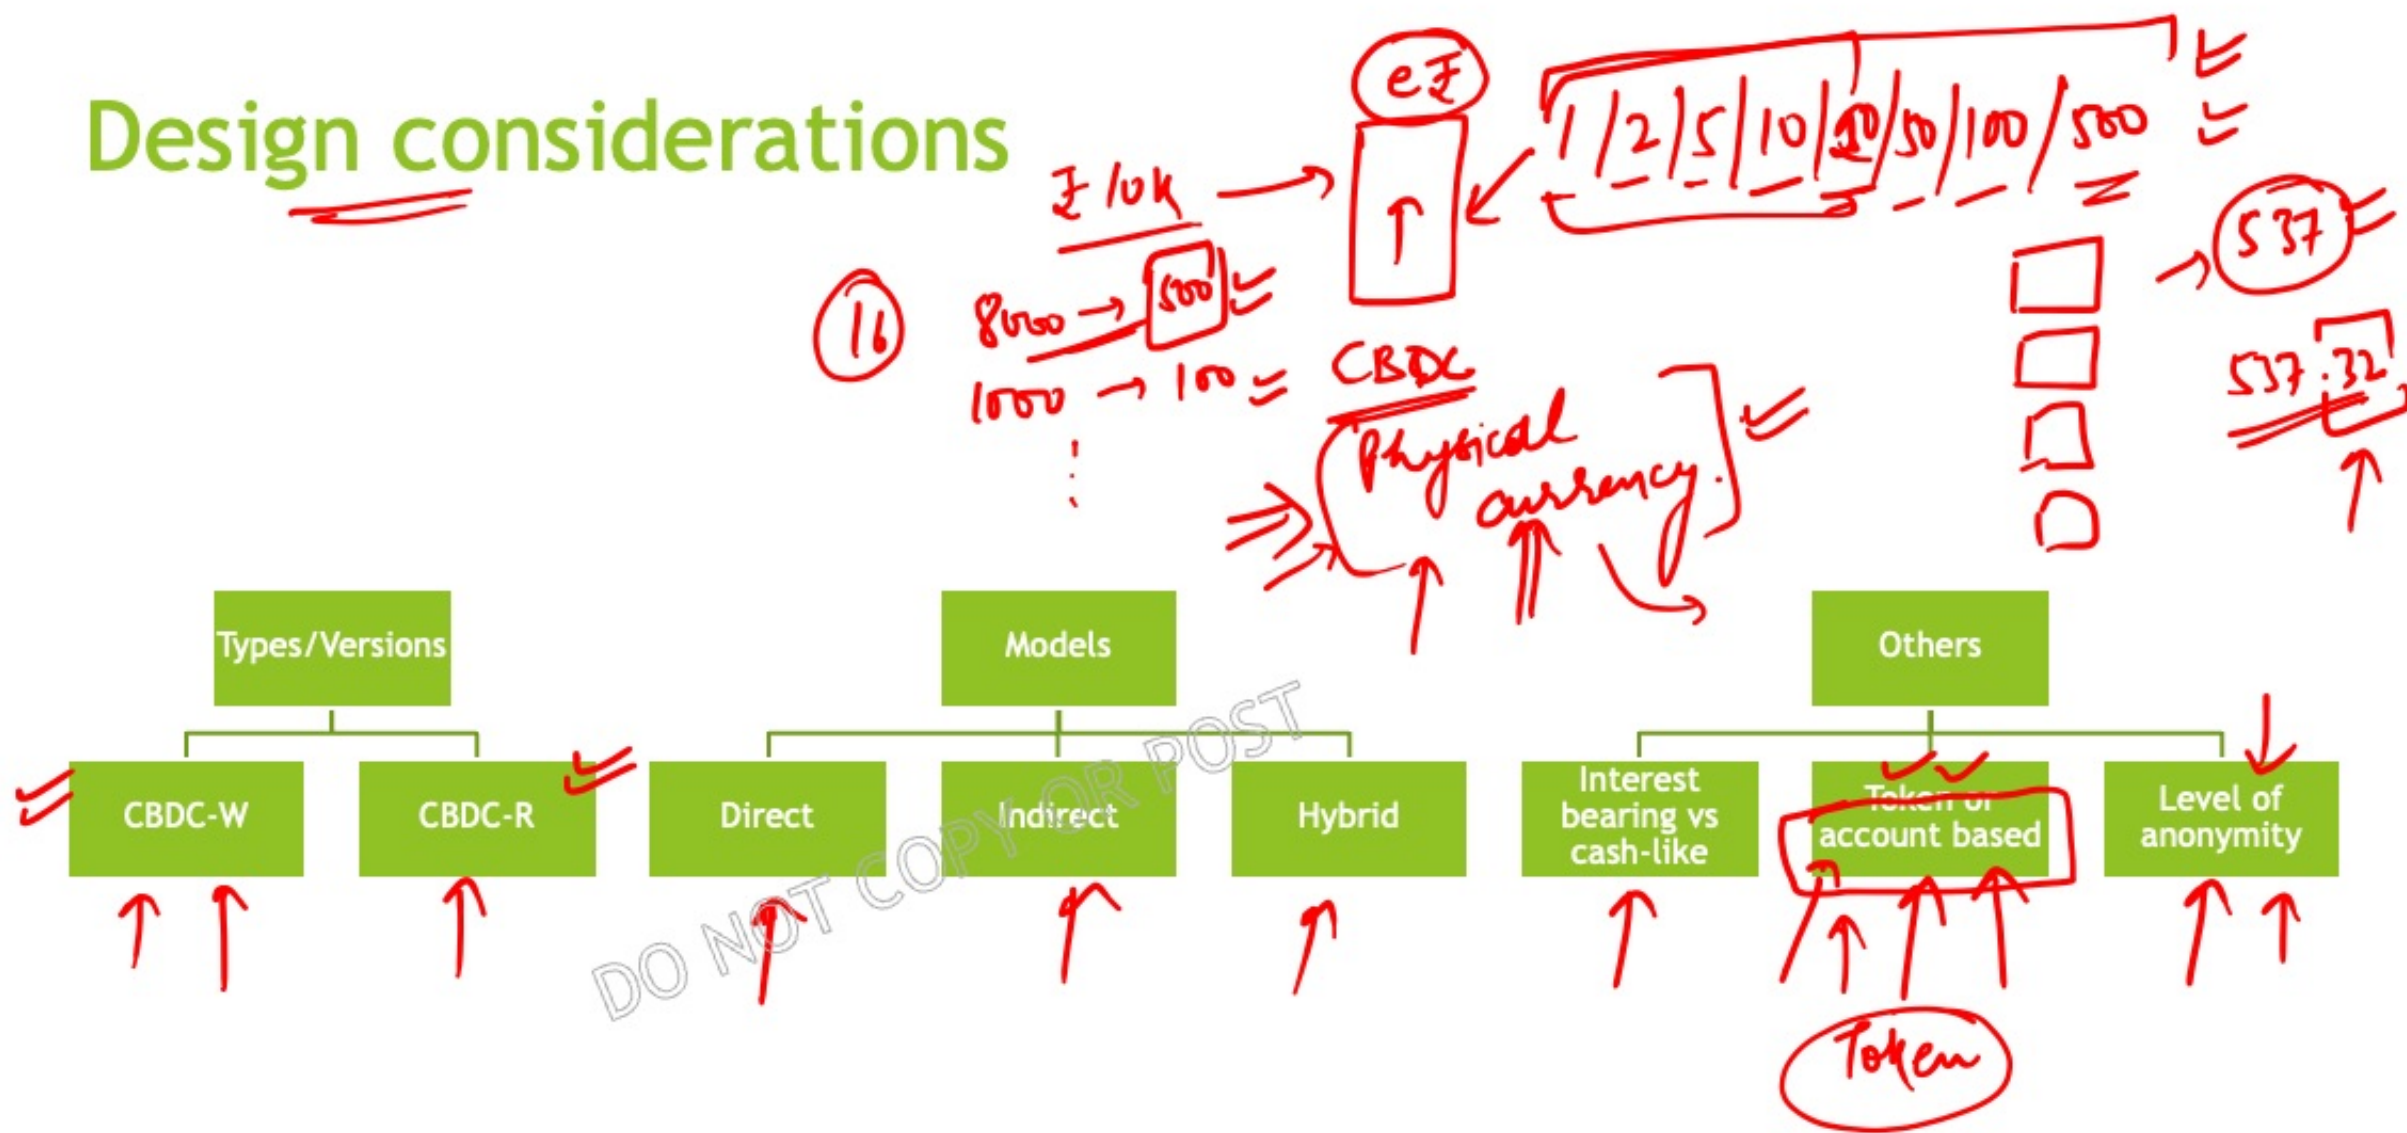 Design considerations
e₹
1/2/5/10/20/50/100/500
₹10k
537
16
8000 → 500
1000 → 100
537.32
CBDC
Physical
currency.
Types/Versions
Models
Others
CBDC-W
CBDC-R
Direct
Indirect
Hybrid
Interest
bearing vs
cash-like
Token or
account based
Level of
anonymity
DO NOT COPY OR POST
Token